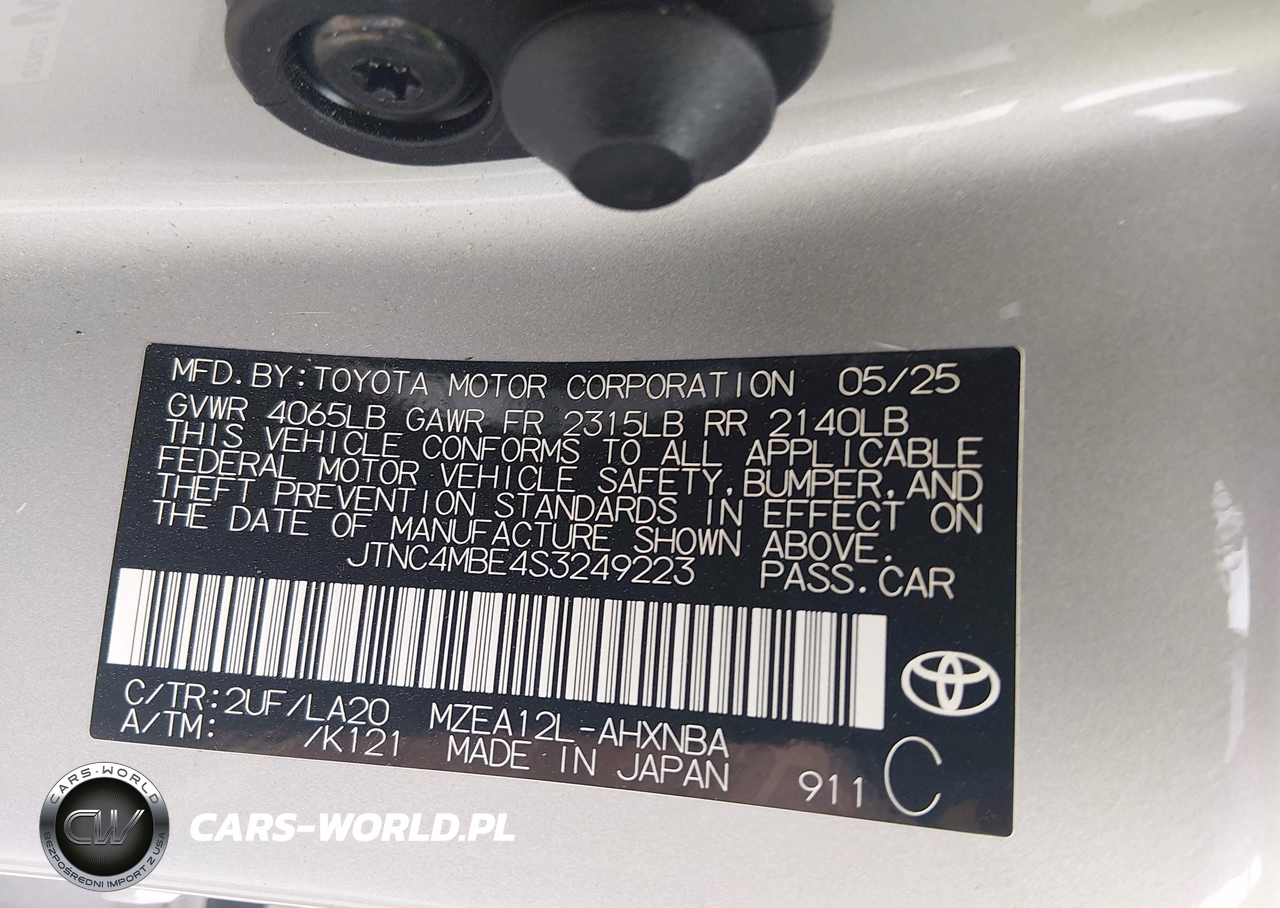 MFD.BY:TOYOTA MOTOR CORPORATION 05/25
GVWR 4065LB GAWR FR 2315LB RR 2140LB
THIS VEHICLE CONFORMS TO ALL APPLICABLE
FEDERAL MOTOR VEHICLE SAFETY,BUMPER,AND
THEFT PREVENTION STANDARDS IN EFFECT ON
THE DATE OF MANUFACTURE SHOWN ABOVE.
JTNC4MBE4S3249223 PASS.CAR
C/TR:2UF/LA20 MZEA12L-AHXNBA
A/TM: /K121 MADE IN JAPAN 911 C
CARS-WORLD
CW
BEZPOŚREDNI IMPORT Z USA
CARS-WORLD.PL